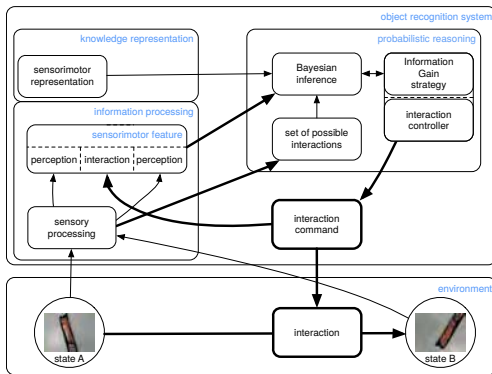 object recognition system
knowledge representation
sensorimotor
representation
probabilistic reasoning
Bayesian
inference
Information
Gain
strategy
interaction
controller
set of possible
interactions
information processing
sensorimotor feature
perception
interaction
perception
sensory
processing
interaction
command
environment
state A
interaction
state B